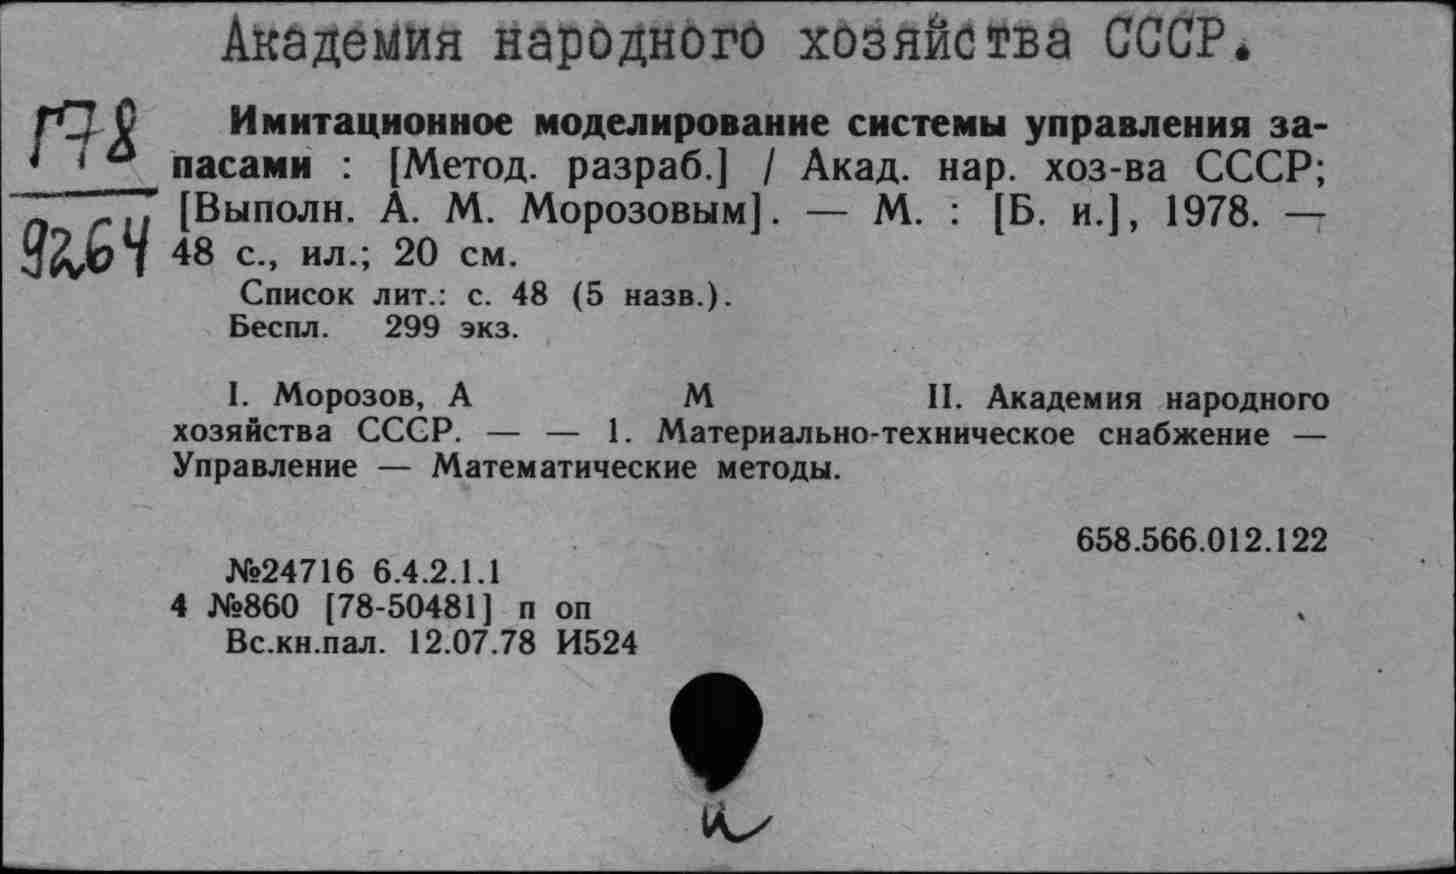 Академия народного хозяйства СССР.
П78
9264
Имитационное моделирование системы управления за-
пасами : [Метод. разраб.] / Акад. нар. хоз-ва СССР;
[Выполн. А. М. Морозовым]. — М. : [Б. и.], 1978. —
48 с., ил.; 20 см.
Список лит.: с. 48 (5 назв.).
Беспл. 299 экз.
I. Морозов, А М II. Академия народного
хозяйства СССР. — — 1. Материально-техническое снабжение —
Управление — Математические методы.
658.566.012.122
№24716 6.4.2.1.1
4 №860 [78-50481] п оп
Вс.кн.пал. 12.07.78 И524
и